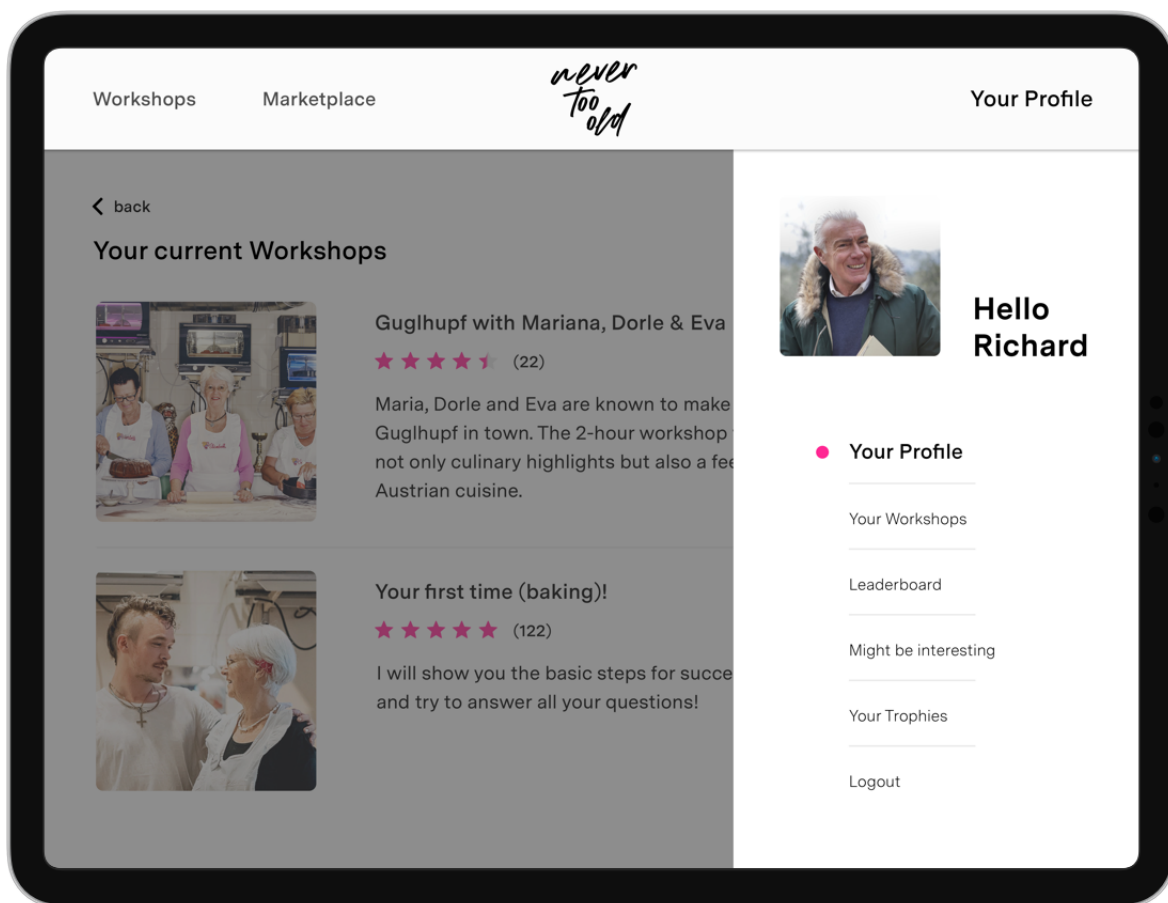 Workshops
Marketplace
never
too
old
Your Profile
back
Your current Workshops
Guglhupf with Mariana, Dorle & Eva
(22)
Maria, Dorle and Eva are known to make
Guglhupf in town. The 2-hour workshop
not only culinary highlights but also a fee
Austrian cuisine.
Your first time (baking)!
(122)
I will show you the basic steps for succe
and try to answer all your questions!
Hello
Richard
Your Profile
Your Workshops
Leaderboard
Might be interesting
Your Trophies
Logout